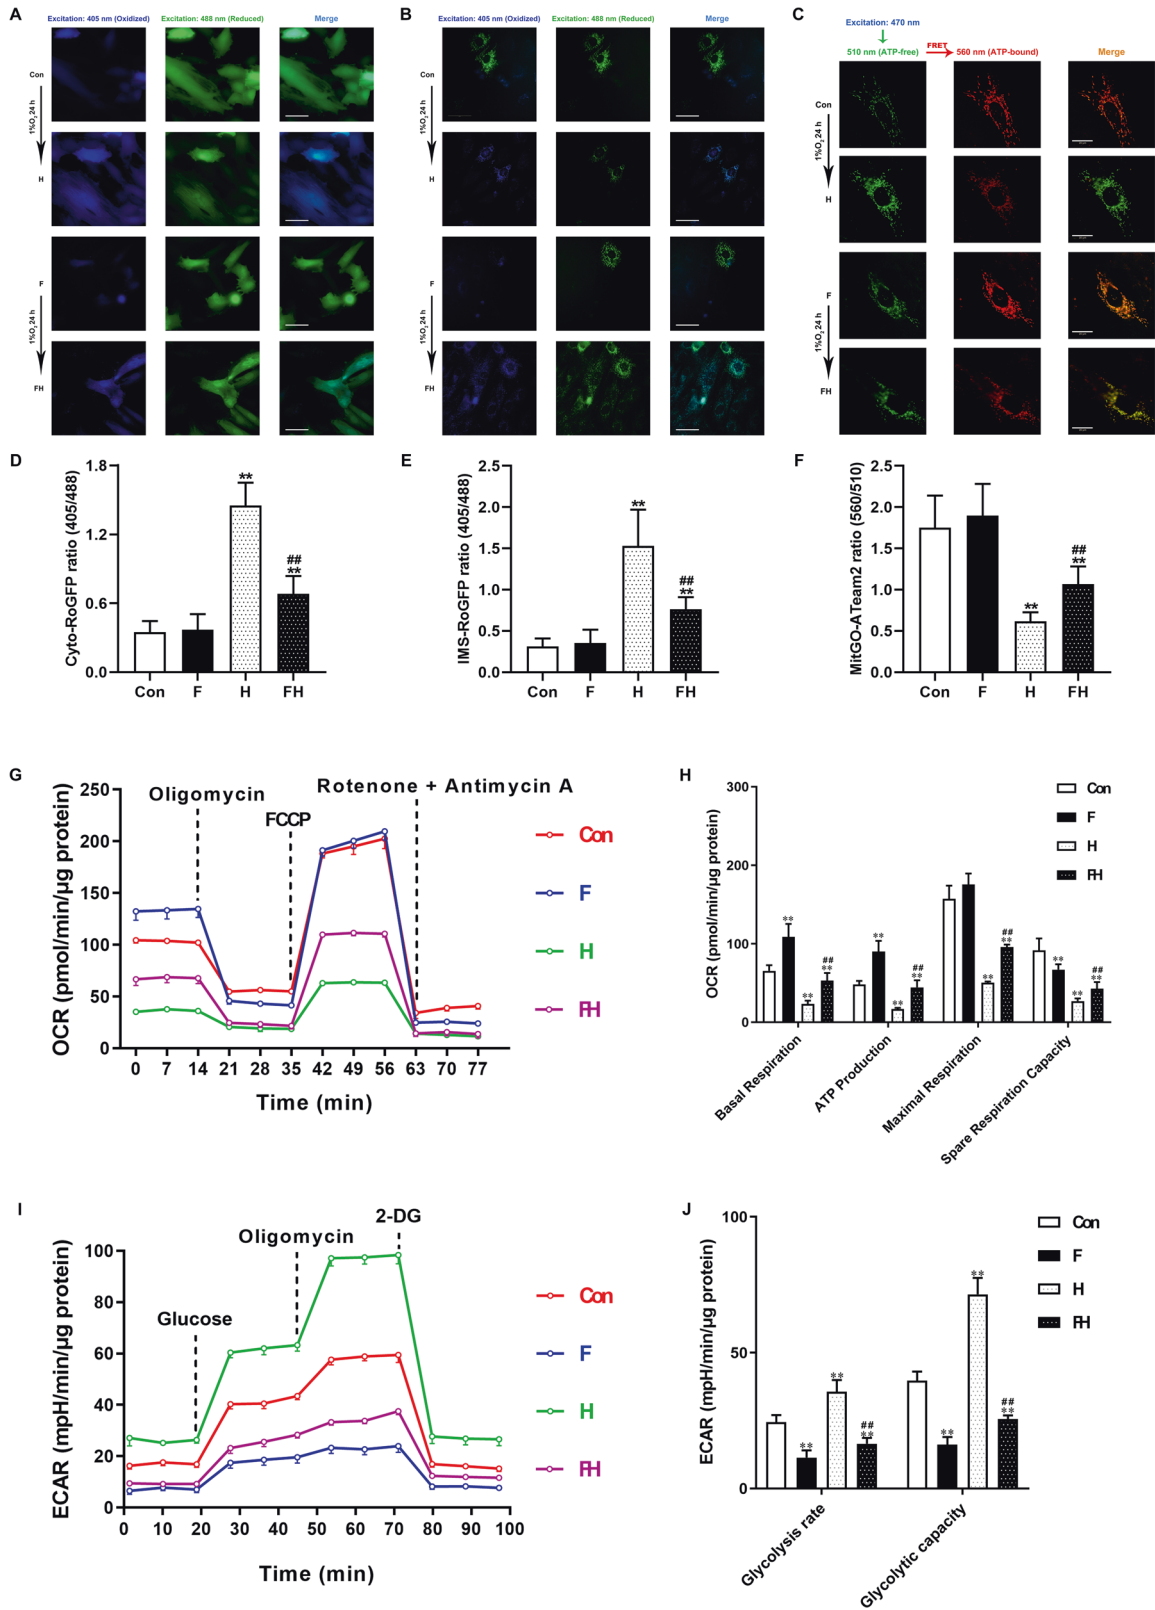 A
Excitation: 405 nm (Oxidized)
Excitation: 488 nm (Reduced)
Merge
Con
1%O₂ 24 h
H
F
1%O₂ 24 h
FH
B
Excitation: 405 nm (Oxidized)
Excitation: 488 nm (Reduced)
Merge
Con
1%O₂ 24 h
H
F
1%O₂ 24 h
FH
C
Excitation: 470 nm
510 nm (ATP-free)
FRET
560 nm (ATP-bound)
Merge
Con
1%O₂ 24 h
H
F
1%O₂ 24 h
FH
D
Cyto-RoGFP ratio (405/488)
1.8
1.2
0.6
0.0
**
##
**
Con F H FH
E
IMS-RoGFP ratio (405/488)
2.5
2.0
1.5
1.0
0.5
0.0
**
##
**
Con F H FH
F
MitGO-ATeam2 ratio (560/510)
2.5
2.0
1.5
1.0
0.5
0.0
**
##
**
Con F H FH
G
OCR (pmol/min/μg protein)
250
200
150
100
50
0
Oligomycin
FCCP
Rotenone + Antimycin A
Con
F
H
FH
0 7 14 21 28 35 42 49 56 63 70 77
Time (min)
H
OCR (pmol/min/μg protein)
300
200
100
0
**
**
##
**
**
**
##
**
**
##
**
**
**
##
**
Con
F
H
FH
Basal Respiration
ATP Production
Maximal Respiration
Spare Respiration Capacity
I
ECAR (mpH/min/μg protein)
100
80
60
40
20
0
Glucose
Oligomycin
2-DG
Con
F
H
FH
0 10 20 30 40 50 60 70 80 90 100
Time (min)
J
ECAR (mpH/min/μg protein)
100
50
0
**
**
##
**
**
**
##
**
Con
F
H
FH
Glycolysis rate
Glycolytic capacity